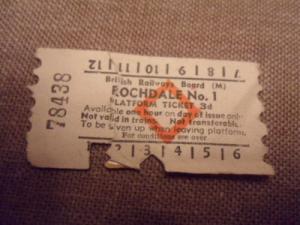 12 11 10 9 8 7
British Railways Board (M)
ROCHDALE No. 1
PLATFORM TICKET 3d
Available one hour on day of issue only
Not valid in trains. Not transferable.
To be given up when leaving platform.
For conditions see over
1 2 3 4 5 6
78438